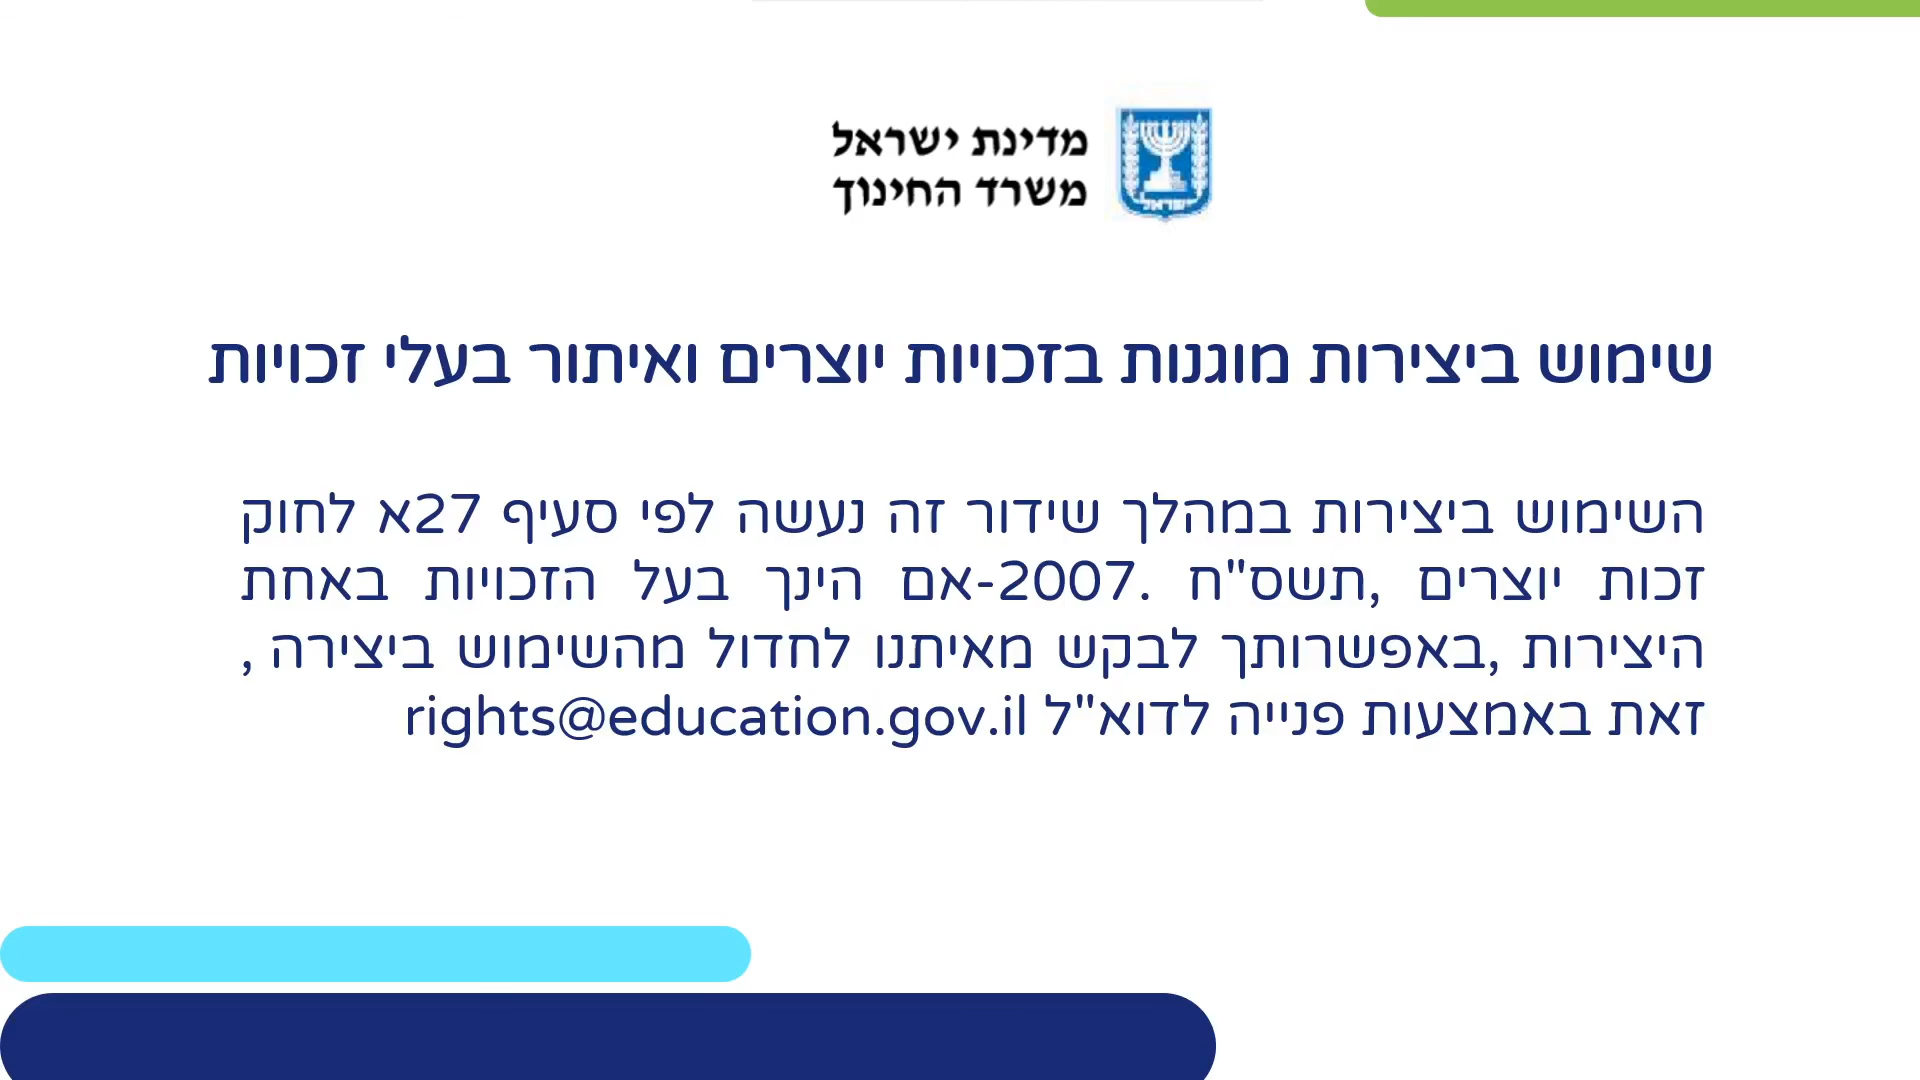 מדינת ישראל
משרד החינוך
ישראל
שימוש ביצירות מוגנות בזכויות יוצרים ואיתור בעלי זכויות
השימוש ביצירות במהלך שידור זה נעשה לפי סעיף 27א לחוק
זכות יוצרים ,תשס"ח .2007-אם הינך בעל הזכויות באחת
היצירות ,באפשרותך לבקש מאיתנו לחדול מהשימוש ביצירה ,
זאת באמצעות פנייה לדוא"ל rights@education.gov.il